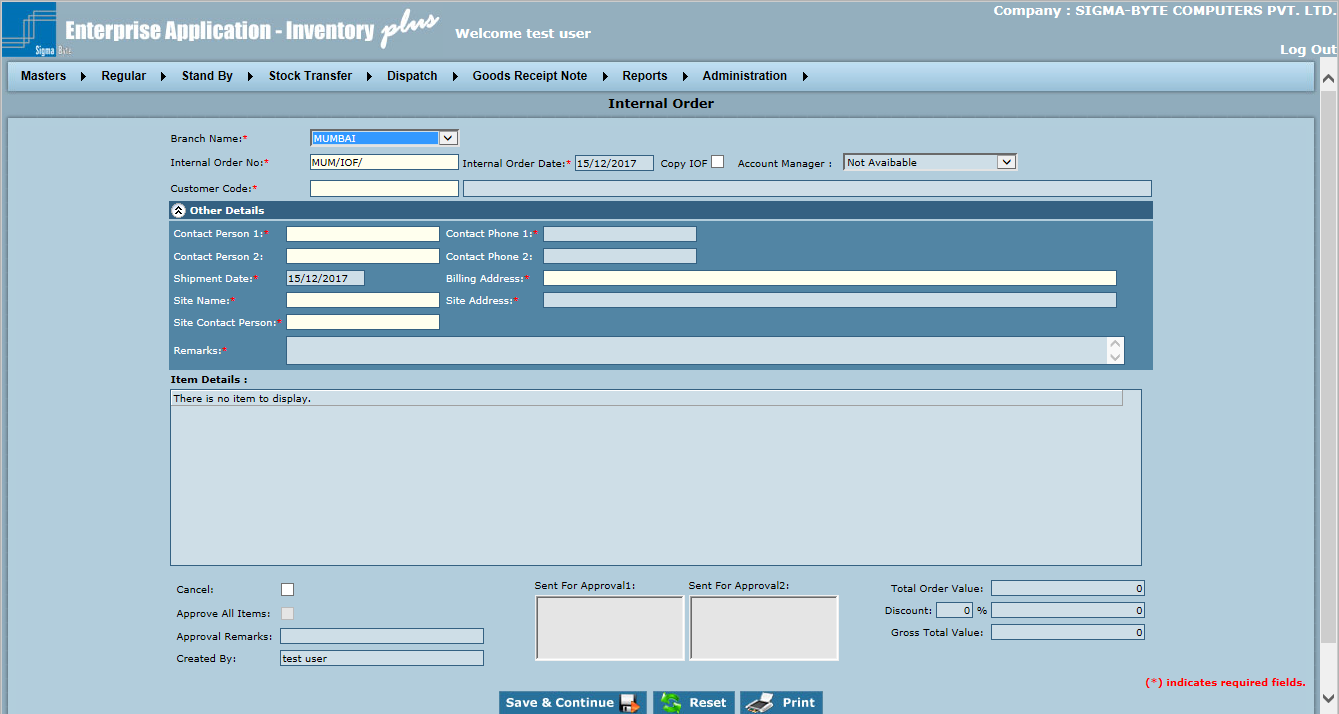 Company : SIGMA-BYTE COMPUTERS PVT. LTD.
Enterprise Application - Inventory plus Welcome test user
Sigma Byte
Log Out
Masters Regular Stand By Stock Transfer Dispatch Goods Receipt Note Reports Administration
Internal Order
Branch Name:* MUMBAI
Internal Order No:* MUM/IOF/ Internal Order Date:* 15/12/2017 Copy IOF Account Manager : Not Avaibable
Customer Code:*
Other Details
Contact Person 1:* Contact Phone 1:*
Contact Person 2: Contact Phone 2:
Shipment Date:* 15/12/2017 Billing Address:*
Site Name:* Site Address:*
Site Contact Person:*
Remarks:*
Item Details :
There is no item to display.
Cancel: Sent For Approval1: Sent For Approval2: Total Order Value: 0
Approve All Items: Discount: 0 % 0
Approval Remarks: Gross Total Value: 0
Created By: test user
(*) indicates required fields.
Save & Continue Reset Print